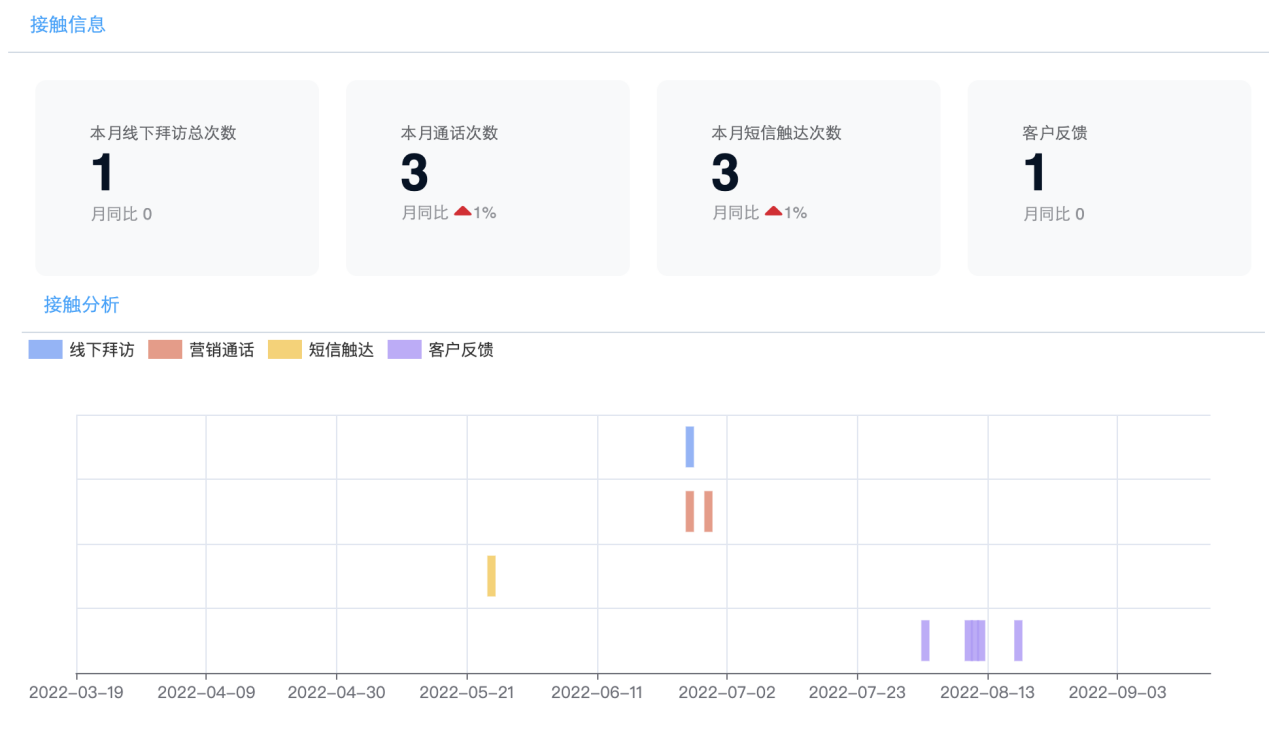 接触信息
本月线下拜访总次数
1
月同比 0
本月通话次数
3
月同比 1%
本月短信触达次数
3
月同比 1%
客户反馈
1
月同比 0
接触分析
线下拜访 营销通话 短信触达 客户反馈
2022-03-19 2022-04-09 2022-04-30 2022-05-21 2022-06-11 2022-07-02 2022-07-23 2022-08-13 2022-09-03